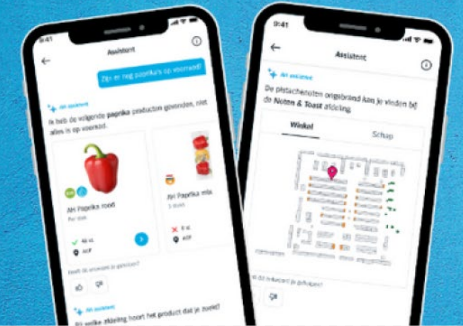 9:41
Assistent
Zijn er nog paprika's op voorraad?
AH assistent
Ik heb de volgende paprika producten gevonden, niet
alles is op voorraad.
AH Paprika rood
Per stuk
AH Paprika mix
3 stuks
Heeft dit antwoord je geholpen?
AH assistent
Bij welke afdeling hoort het product dat je zoekt?
9:41
Assistent
AH assistent
De pistachenoten ongebrand kan je vinden bij
de Noten & Toast afdeling.
Winkel
Schap
Heeft dit antwoord je geholpen?